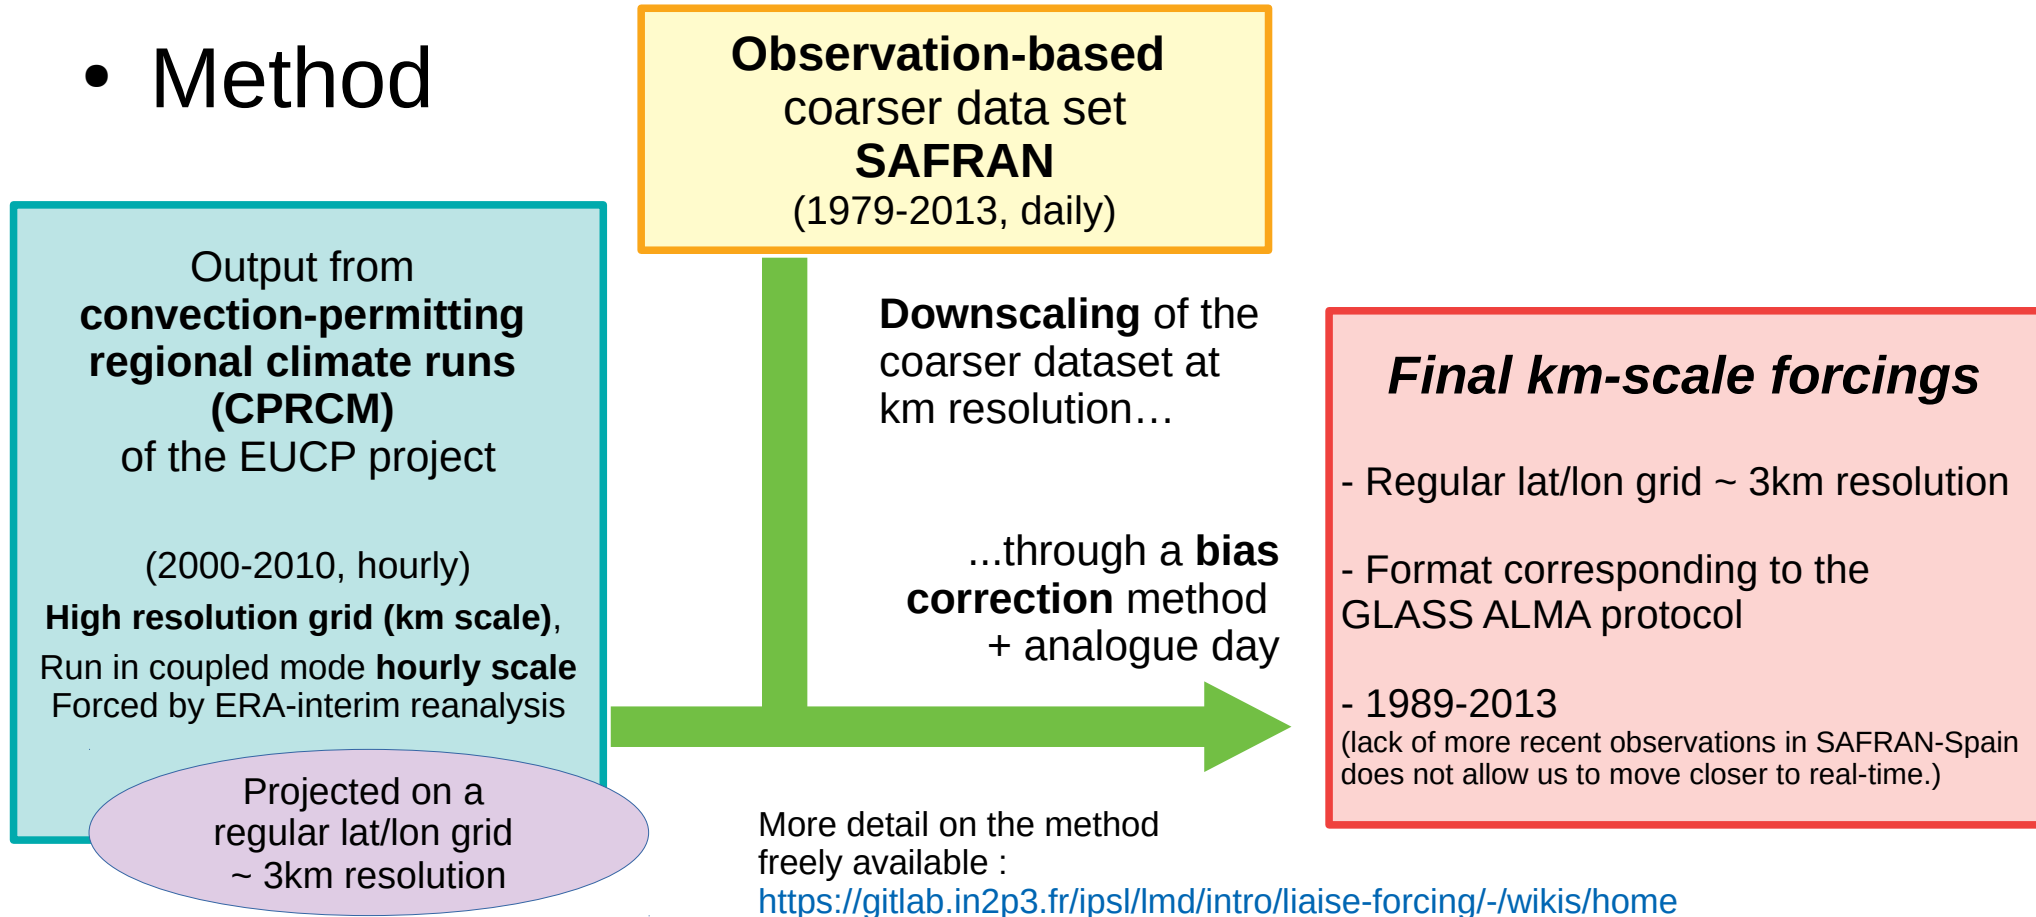 • Method
Observation-based
coarser data set
SAFRAN
(1979-2013, daily)
Output from
convection-permitting
regional climate runs
(CPRCM)
of the EUCP project
(2000-2010, hourly)
High resolution grid (km scale),
Run in coupled mode hourly scale
Forced by ERA-interim reanalysis
Projected on a
regular lat/lon grid
~ 3km resolution
Downscaling of the
coarser dataset at
km resolution…
...through a bias
correction method
+ analogue day
Final km-scale forcings
- Regular lat/lon grid ~ 3km resolution
- Format corresponding to the
GLASS ALMA protocol
- 1989-2013
(lack of more recent observations in SAFRAN-Spain
does not allow us to move closer to real-time.)
More detail on the method
freely available :
https://gitlab.in2p3.fr/ipsl/lmd/intro/liaise-forcing/-/wikis/home